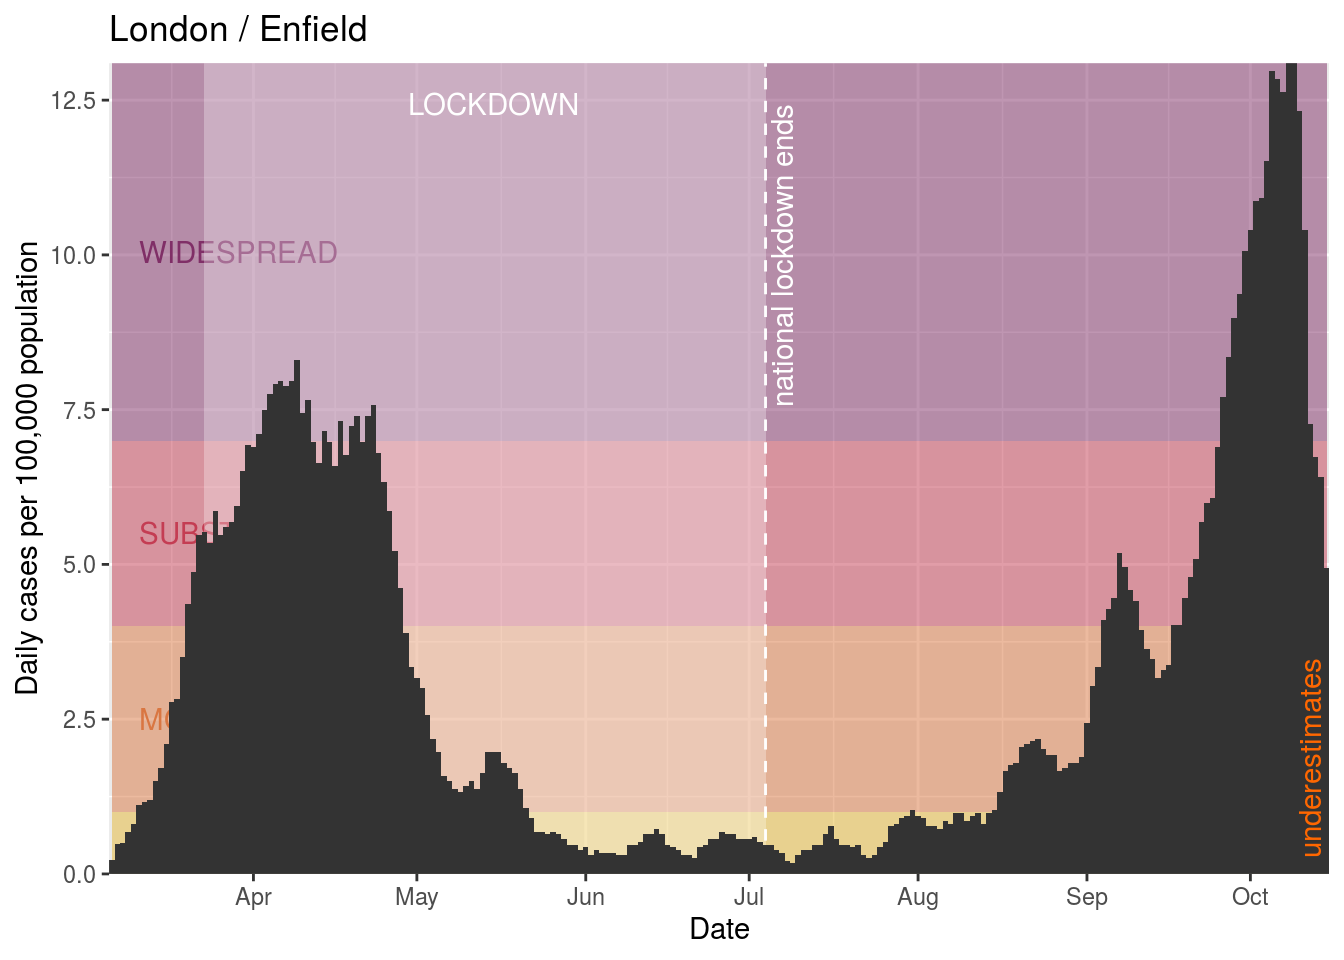 London / Enfield
LOCKDOWN
national lockdown ends
WIDESPREAD
underestimates
12.5
10.0
7.5
5.0
2.5
0.0
Daily cases per 100,000 population
Apr
May
Jun
Jul
Aug
Sep
Oct
Date